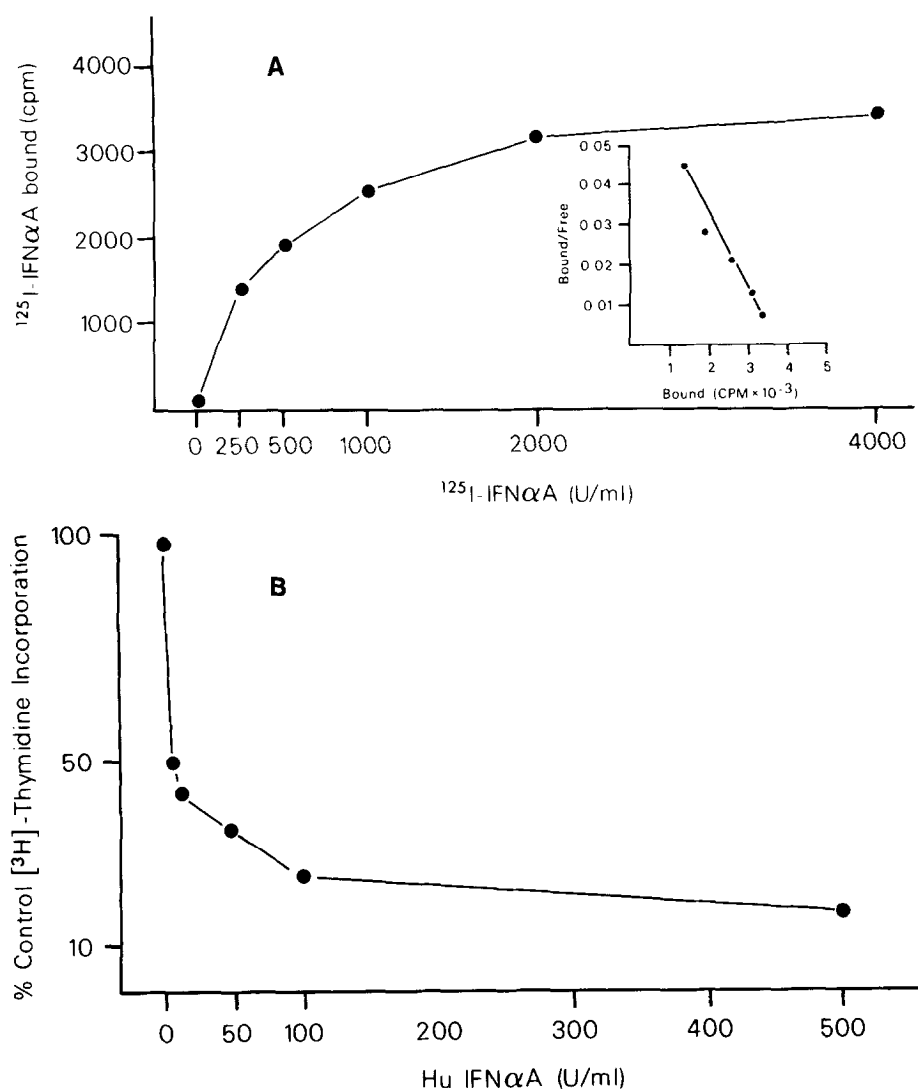 A
¹²⁵I-IFNαA bound (cpm)
4000
3000
2000
1000
0 250 500 1000 2000 4000
¹²⁵I-IFNαA (U/ml)
Bound/Free
0 05
0 04
0 03
0 02
0 01
1 2 3 4 5
Bound (CPM×10⁻³)
B
% Control [³H]-Thymidine Incorporation
100
50
10
0 50 100 200 300 400 500
Hu IFNαA (U/ml)